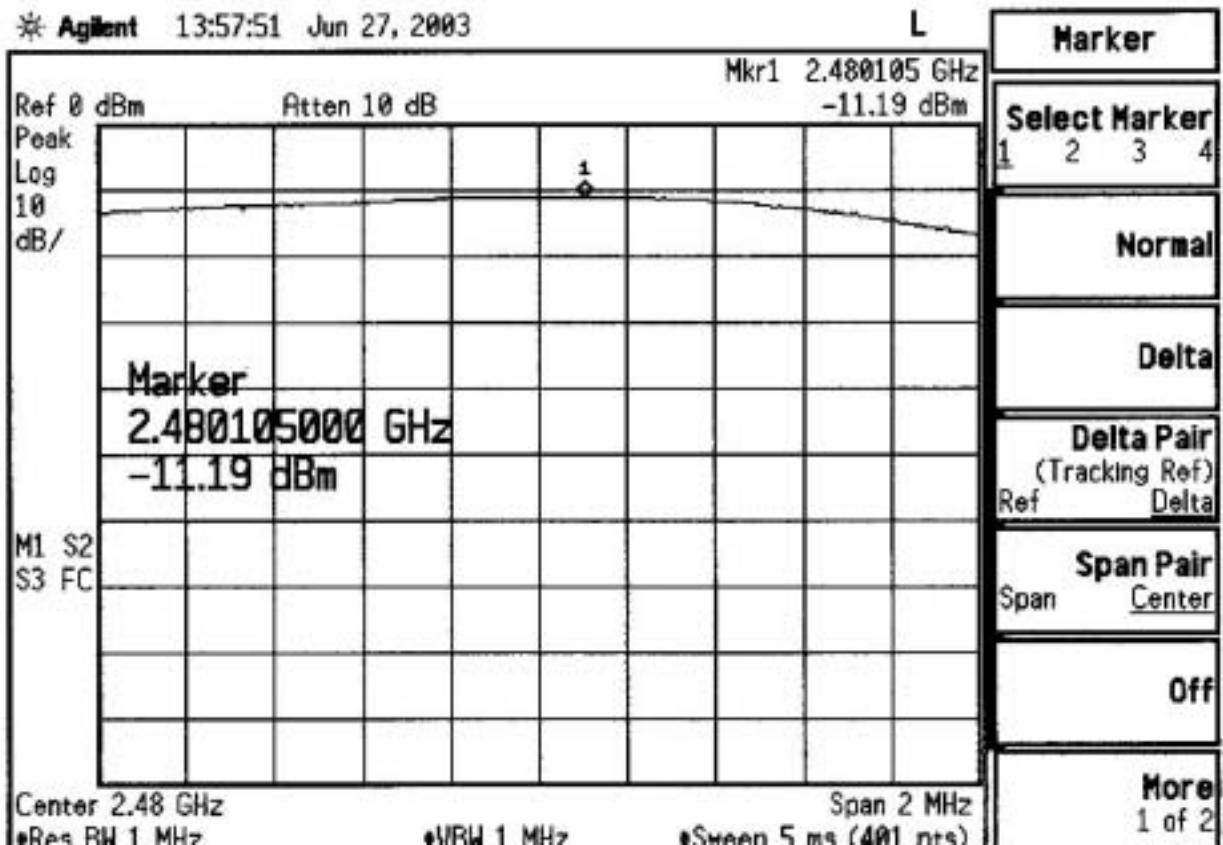 Agilent 13:57:51 Jun 27, 2003 L
Mkr1 2.480105 GHz
Ref 0 dBm Atten 10 dB -11.19 dBm
Peak
Log
10
dB/
1
Marker
2.480105000 GHz
-11.19 dBm
M1 S2
S3 FC
Center 2.48 GHz Span 2 MHz
Res BW 1 MHz VBW 1 MHz Sweep 5 ms (401 pts)
Marker
Select Marker
1 2 3 4
Normal
Delta
Delta Pair
(Tracking Ref)
Ref Delta
Span Pair
Span Center
Off
More
1 of 2